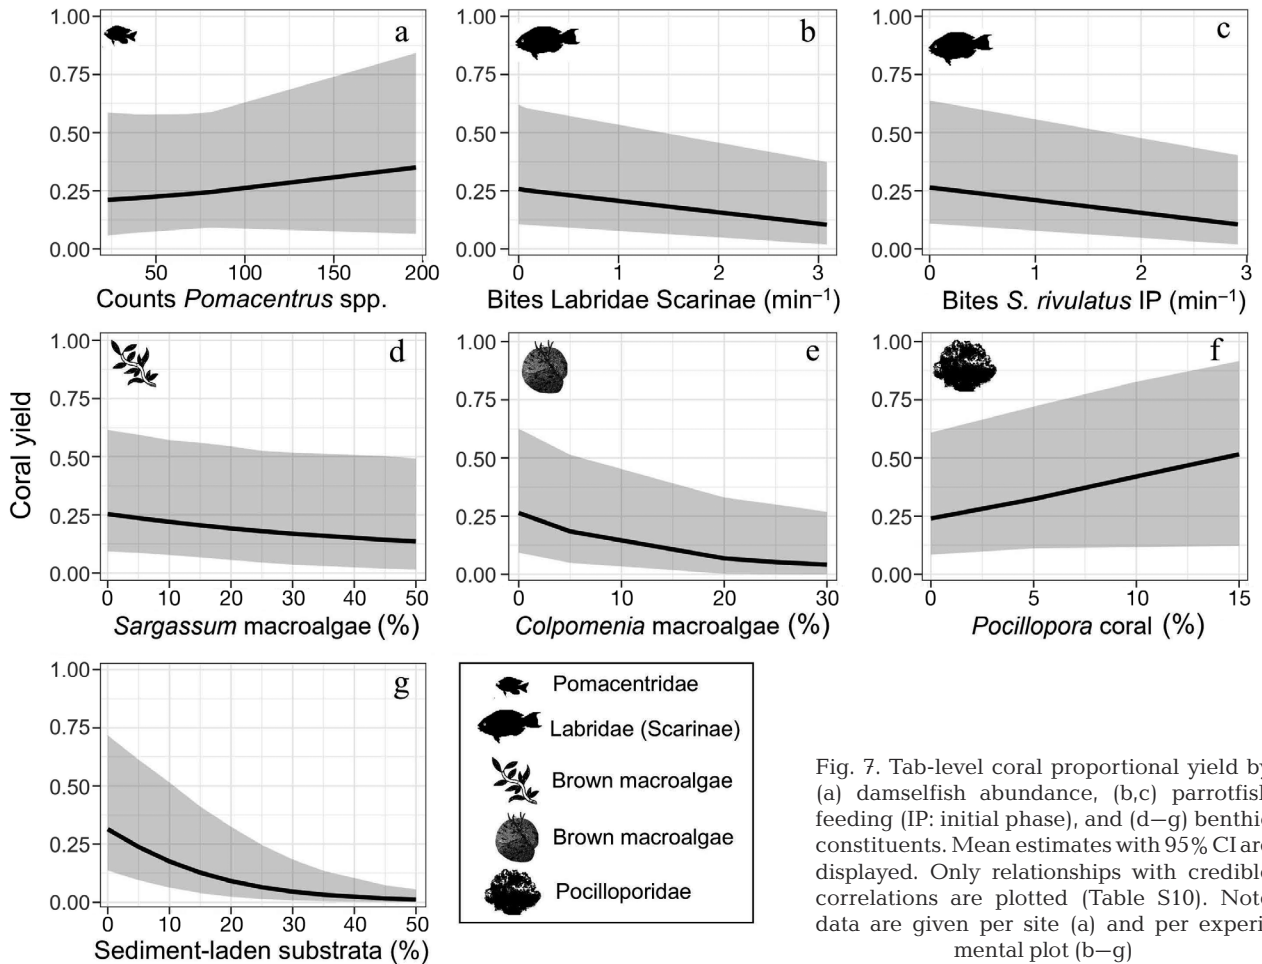 1.00
0.75
0.50
0.25
0.00
a
50
100
150
200
Counts Pomacentrus spp.
1.00
0.75
0.50
0.25
0.00
b
0
1
2
3
Bites Labridae Scarinae (min–1)
1.00
0.75
0.50
0.25
0.00
c
0
1
2
3
Bites S. rivulatus IP (min–1)
Coral yield
1.00
0.75
0.50
0.25
0.00
d
0
10
20
30
40
50
Sargassum macroalgae (%)
1.00
0.75
0.50
0.25
0.00
e
0
10
20
30
Colpomenia macroalgae (%)
1.00
0.75
0.50
0.25
0.00
f
0
5
10
15
Pocillopora coral (%)
1.00
0.75
0.50
0.25
0.00
g
0
10
20
30
40
50
Sediment-laden substrata (%)
Pomacentridae
Labridae (Scarinae)
Brown macroalgae
Brown macroalgae
Pocilloporidae
Fig. 7. Tab-level coral proportional yield by
(a) damselfish abundance, (b,c) parrotfish
feeding (IP: initial phase), and (d–g) benthic
constituents. Mean estimates with 95% CI are
displayed. Only relationships with credible
correlations are plotted (Table S10). Note
data are given per site (a) and per experi
mental plot (b–g)